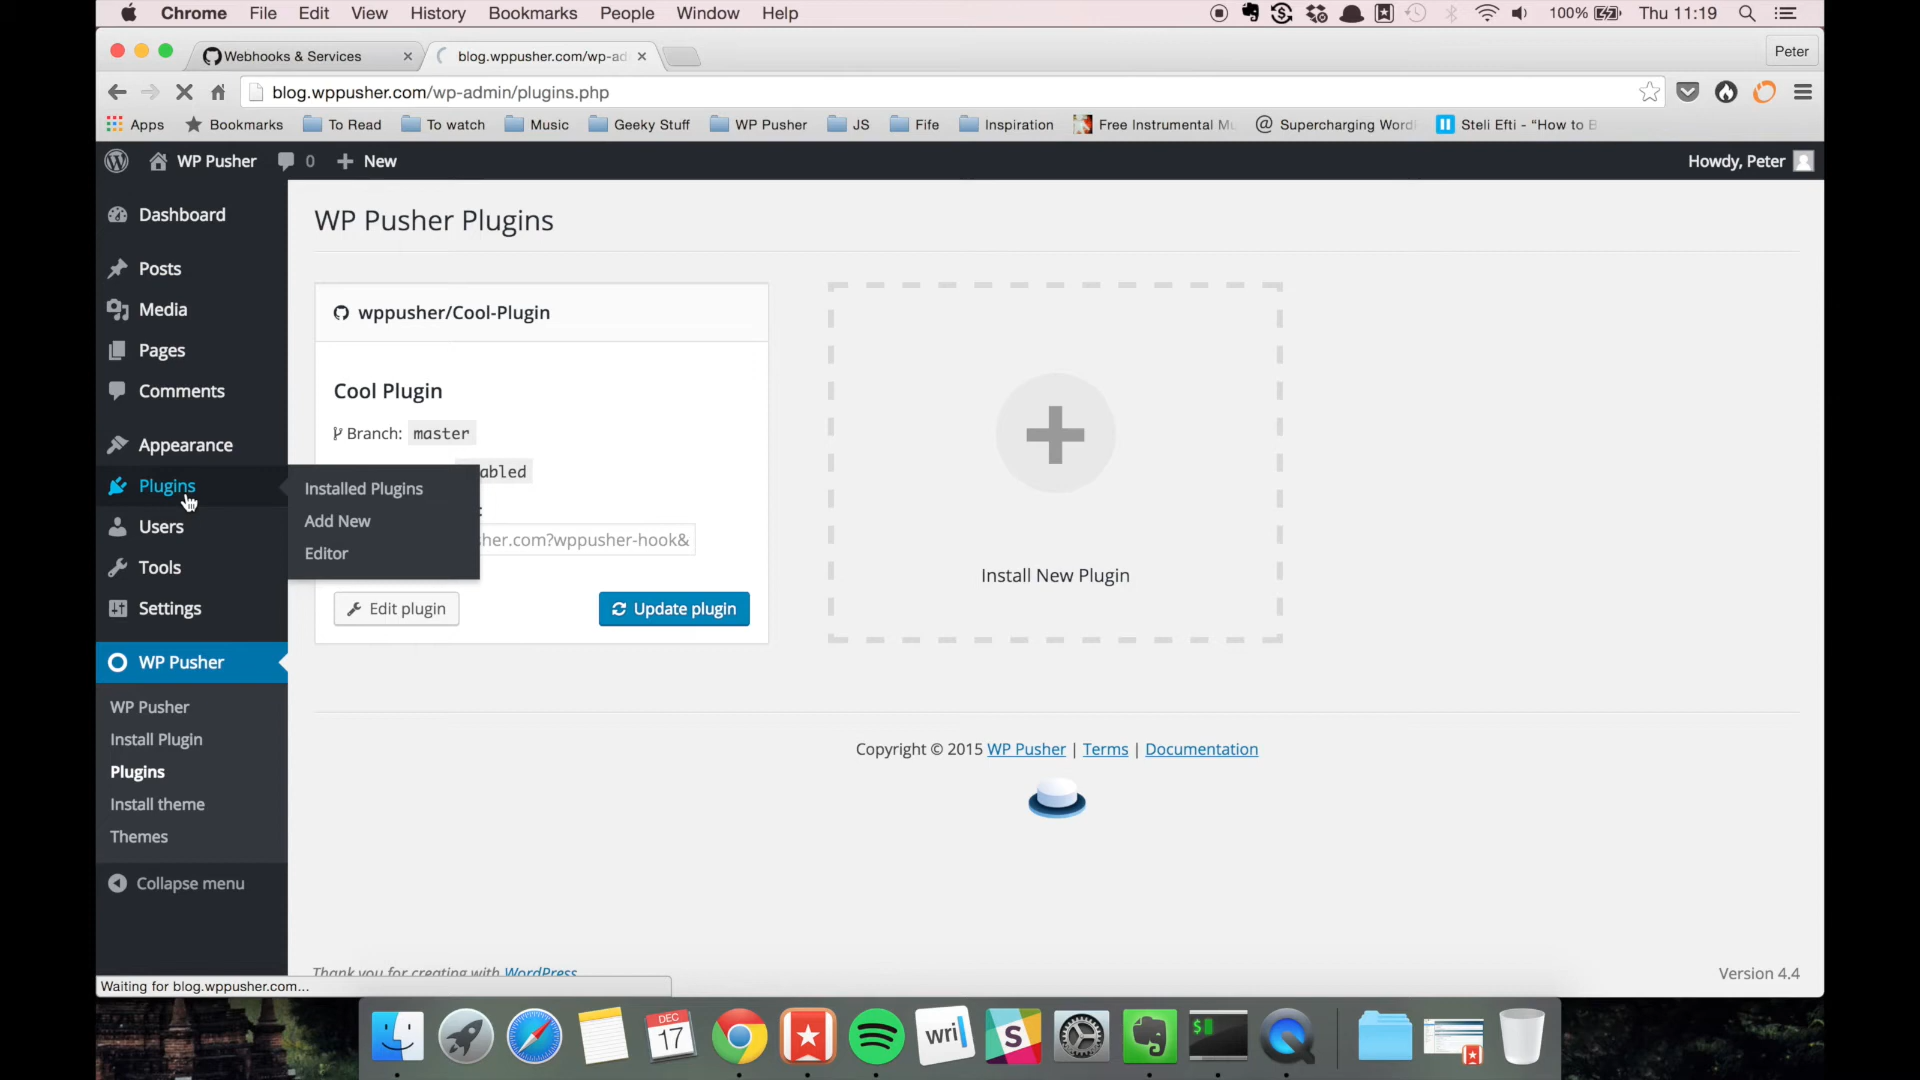 Chrome File Edit View History Bookmarks People Window Help 100% Thu 11:19
Webhooks & Services blog.wppusher.com/wp-ad Peter
blog.wppusher.com/wp-admin/plugins.php
Apps Bookmarks To Read To watch Music Geeky Stuff WP Pusher JS Fife Inspiration Free Instrumental Mu @ Supercharging Word Steli Efti - “How to B
WP Pusher 0 New Howdy, Peter
Dashboard
Posts
Media
Pages
Comments
Appearance
Plugins
Installed Plugins
Add New
Editor
Users
Tools
Settings
WP Pusher
WP Pusher
Install Plugin
Plugins
Install theme
Themes
Collapse menu
WP Pusher Plugins
wppusher/Cool-Plugin
Cool Plugin
Branch: master
abled
:
sher.com?wppusher-hook&
Edit plugin Update plugin
Install New Plugin
Copyright © 2015 WP Pusher | Terms | Documentation
Thank you for creating with WordPress
Version 4.4
Waiting for blog.wppusher.com...
DEC
17
wri
$